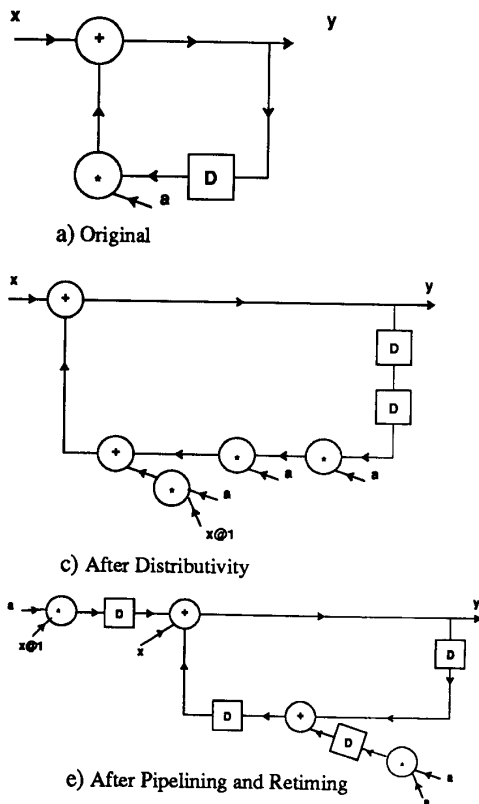 x y
+
* D
a
a) Original
x y
+
D
D
+ * *
* a a
a
x@1
c) After Distributivity
a * D + y
x@1 x
D
D +
D
*
a
e) After Pipelining and Retiming